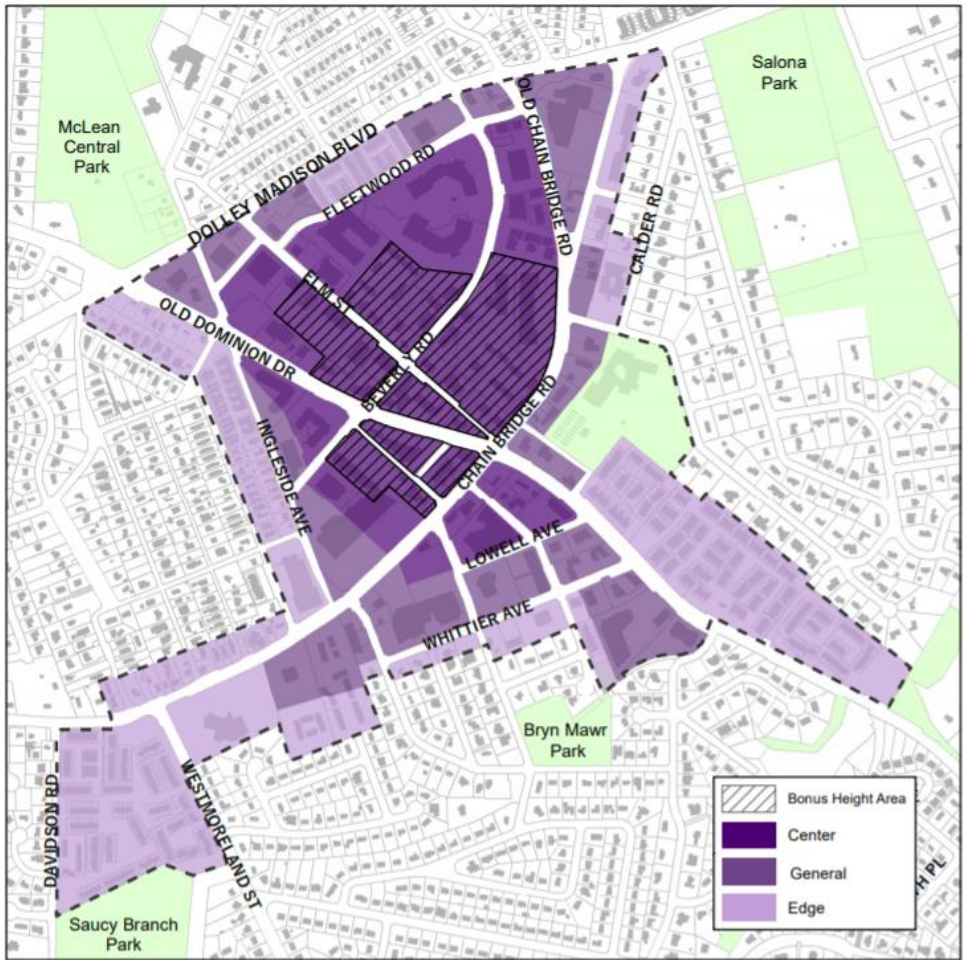 Salona
Park
McLean
Central
Park
DOLLEY MADISON BLVD
FLEETWOOD RD
OLD CHAIN BRIDGE RD
CALDER RD
ELM ST
OLD DOMINION DR
BEVERLY RD
INGLESIDE AVE
CHAIN BRIDGE RD
LOWELL AVE
WHITTIER AVE
Bryn Mawr
Park
DAVIDSON RD
WESTMORELAND ST
Saucy Branch
Park
Bonus Height Area
Center
General
Edge
H PL